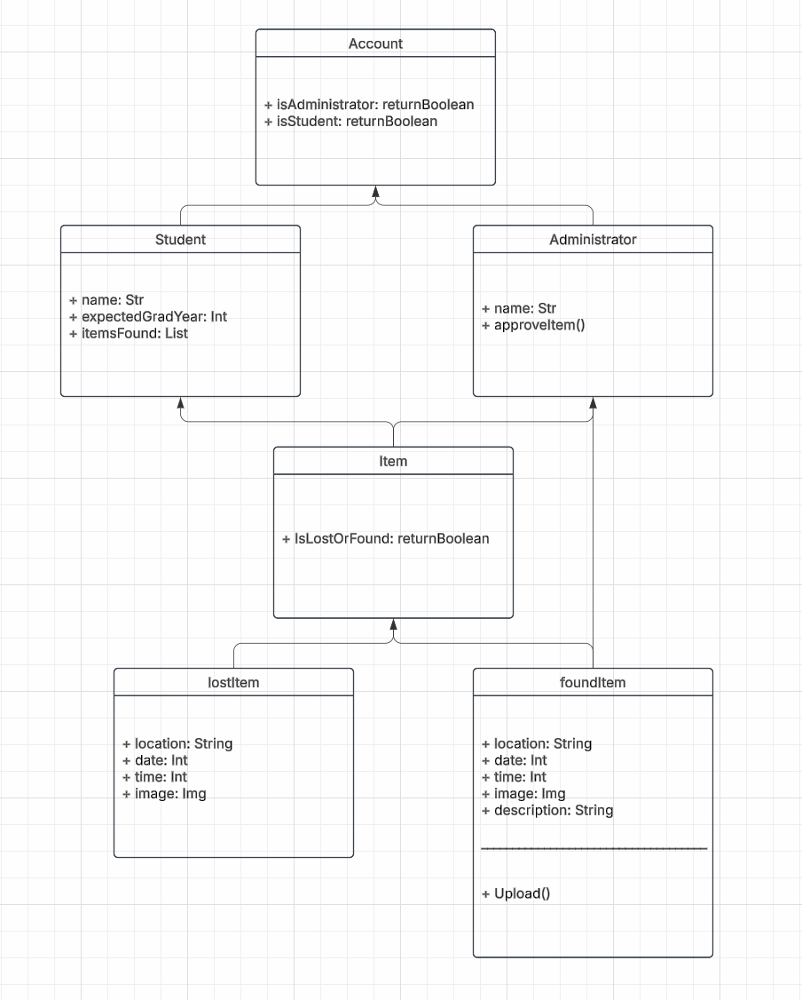 Account
+ isAdministrator: returnBoolean
+ isStudent: returnBoolean
Student
+ name: Str
+ expectedGradYear: Int
+ itemsFound: List
Administrator
+ name: Str
+ approveItem()
Item
+ IsLostOrFound: returnBoolean
lostItem
+ location: String
+ date: Int
+ time: Int
+ image: Img
foundItem
+ location: String
+ date: Int
+ time: Int
+ image: Img
+ description: String
+ Upload()